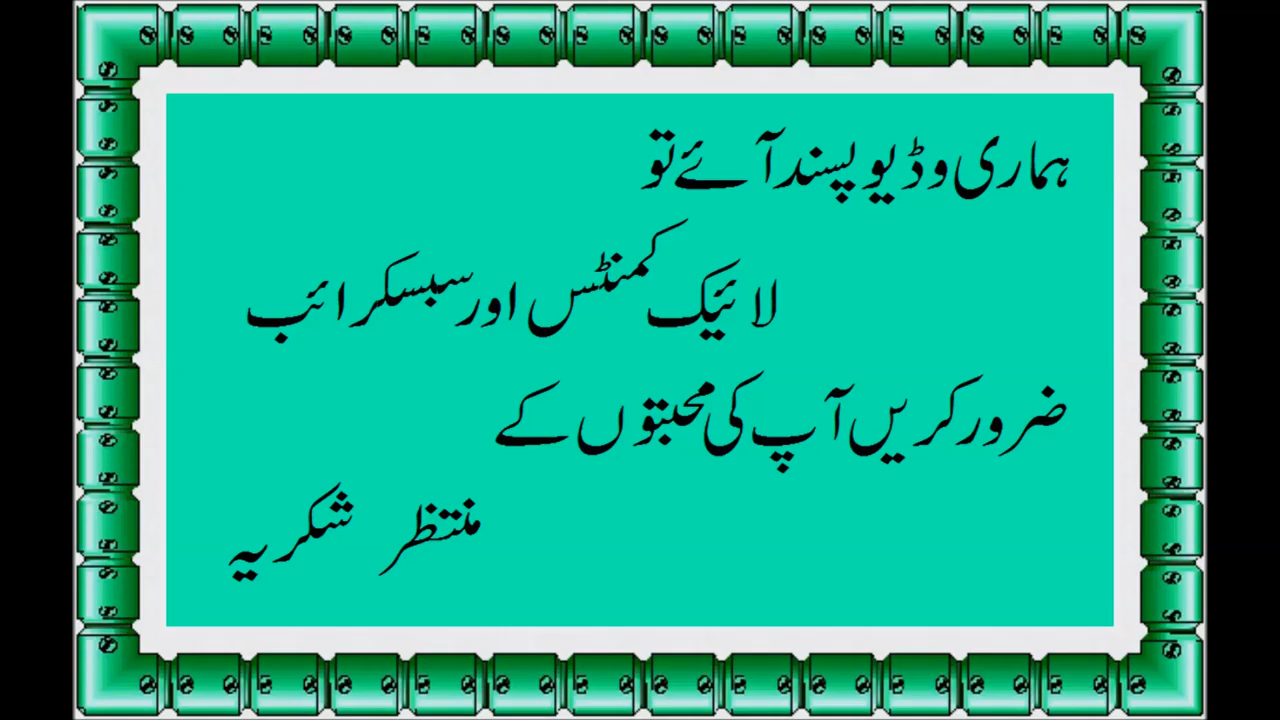 ہماری وڈیو پسند آئے تو
لائیک کمنٹس اور سبسکرائب
ضرور کریں آپ کی محبتوں کے
منتظر شکریہ